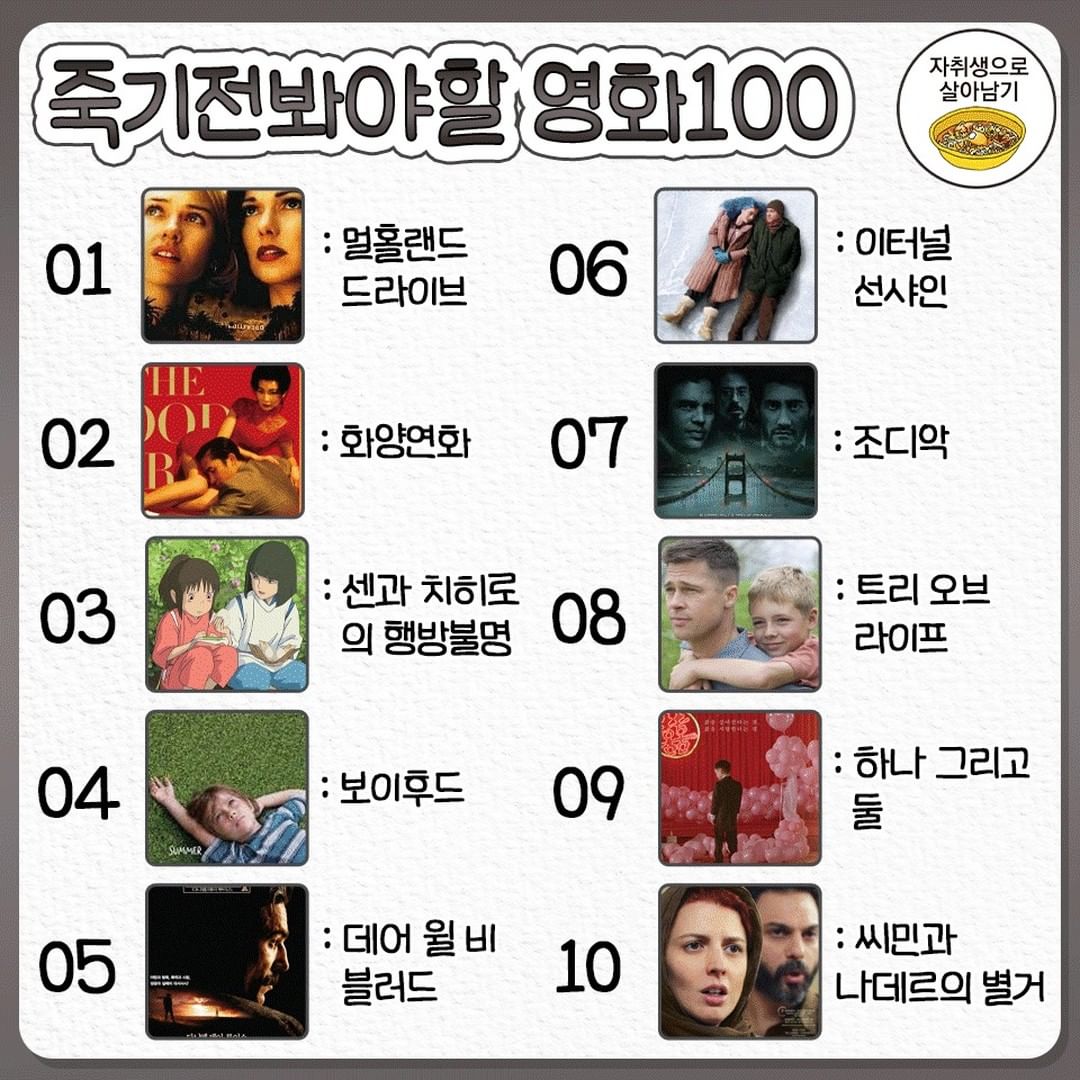 죽기전봐야할 영화100
자취생으로
살아남기
01
: 멀홀랜드
드라이브
02
THE
OOD
R
: 화양연화
03
: 센과 치히로
의 행방불명
04
SUMMER
: 보이후드
05
: 데어 윌 비
블러드
06
: 이터널
선샤인
07
: 조디악
08
: 트리 오브
라이프
09
囍
: 하나 그리고
둘
10
: 씨민과
나데르의 별거